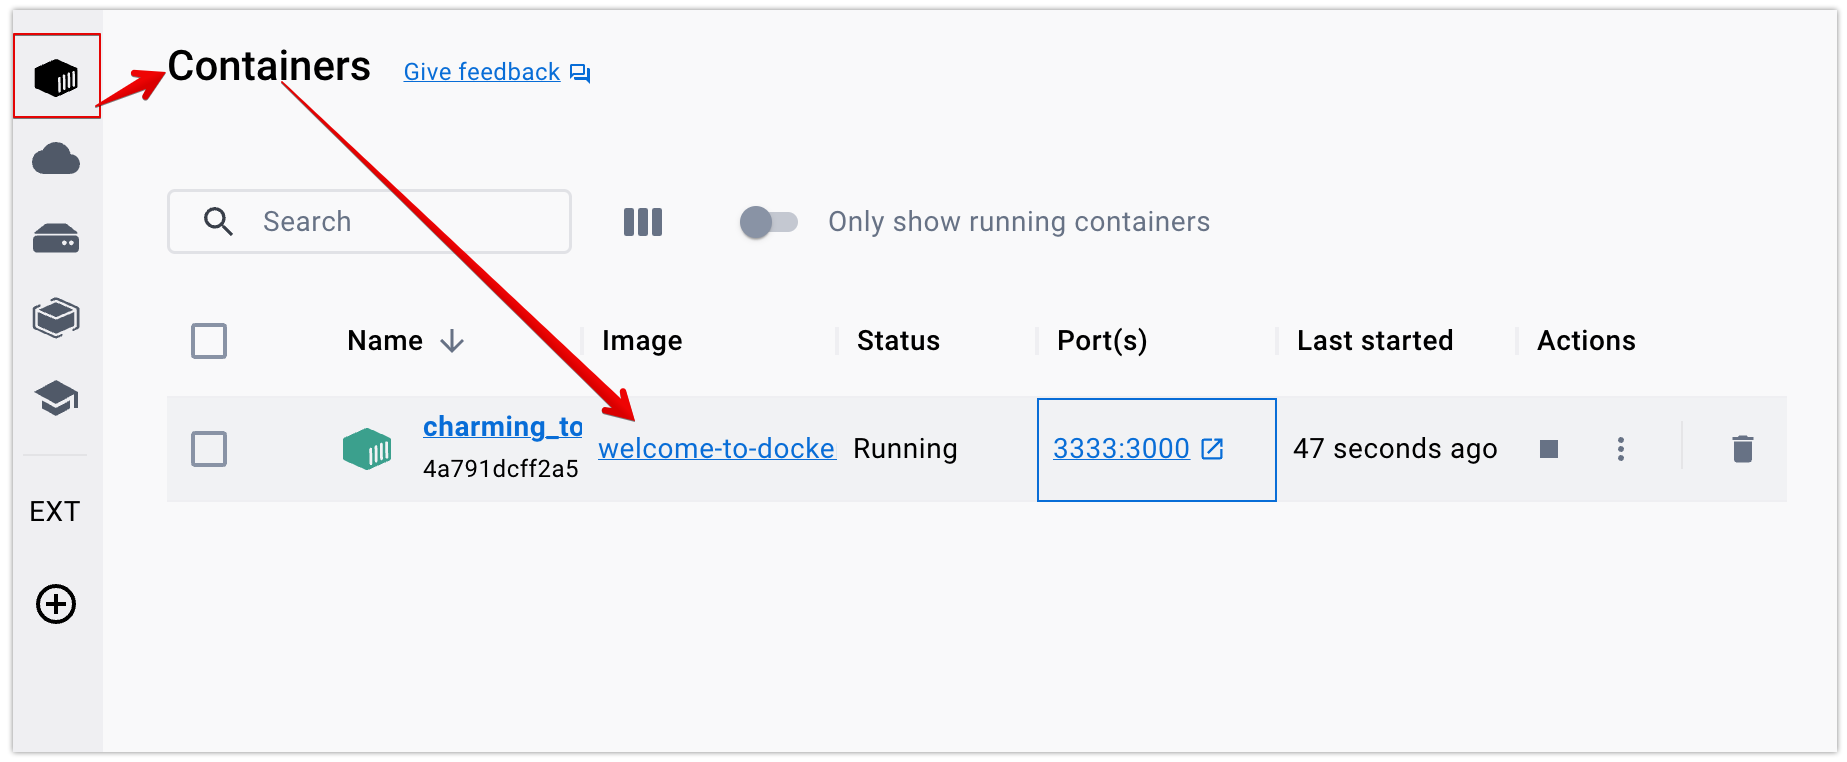 Containers Give feedback
Search Only show running containers
Name Image Status Port(s) Last started Actions
charming_to
welcome-to-docke Running 3333:3000 47 seconds ago
4a791dcff2a5
EXT